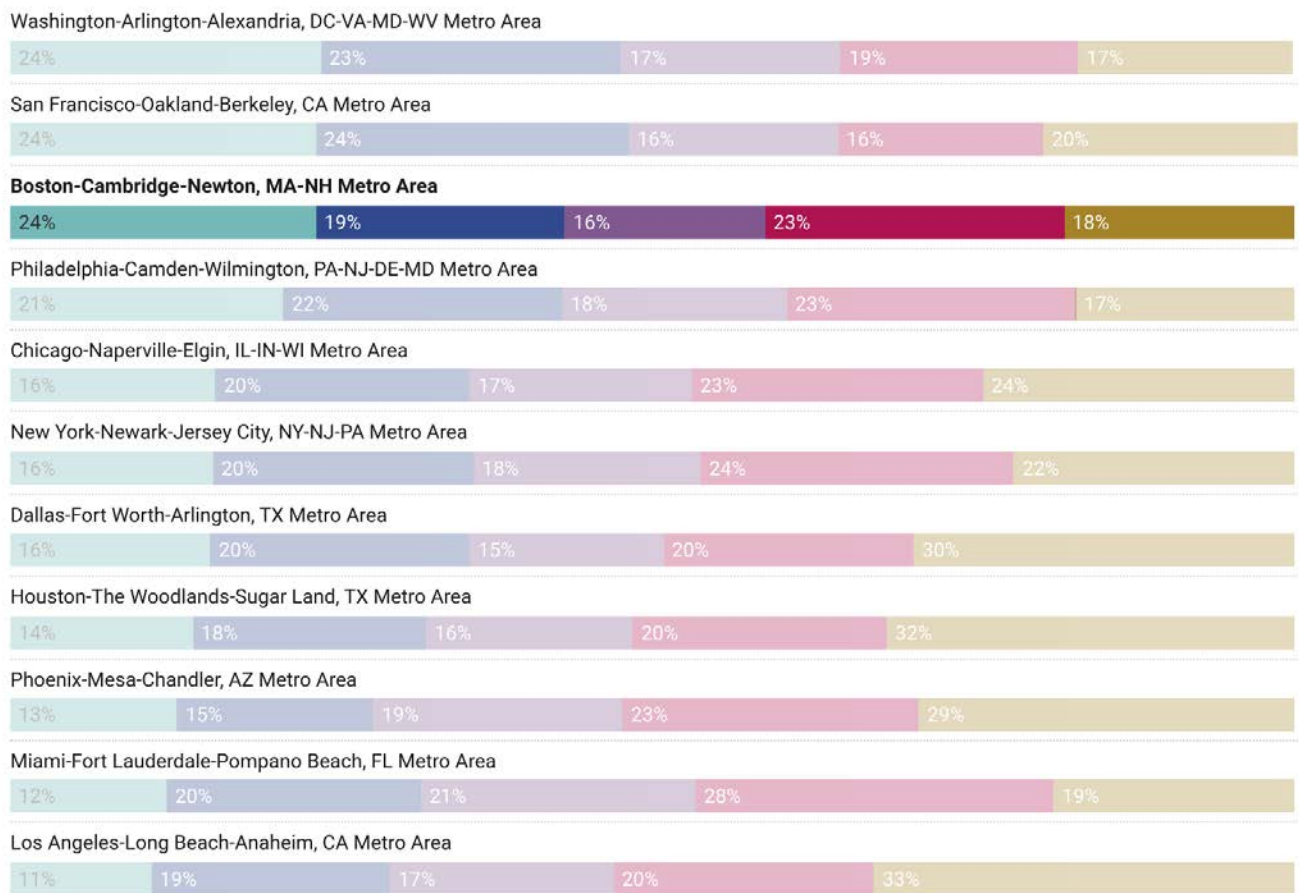 Washington-Arlington-Alexandria, DC-VA-MD-WV Metro Area
24% 23% 17% 19% 17%
San Francisco-Oakland-Berkeley, CA Metro Area
24% 24% 16% 16% 20%
Boston-Cambridge-Newton, MA-NH Metro Area
24% 19% 16% 23% 18%
Philadelphia-Camden-Wilmington, PA-NJ-DE-MD Metro Area
21% 22% 18% 23% 17%
Chicago-Naperville-Elgin, IL-IN-WI Metro Area
16% 20% 17% 23% 24%
New York-Newark-Jersey City, NY-NJ-PA Metro Area
16% 20% 18% 24% 22%
Dallas-Fort Worth-Arlington, TX Metro Area
16% 20% 15% 20% 30%
Houston-The Woodlands-Sugar Land, TX Metro Area
14% 18% 16% 20% 32%
Phoenix-Mesa-Chandler, AZ Metro Area
13% 15% 19% 23% 29%
Miami-Fort Lauderdale-Pompano Beach, FL Metro Area
12% 20% 21% 28% 19%
Los Angeles-Long Beach-Anaheim, CA Metro Area
11% 19% 17% 20% 33%